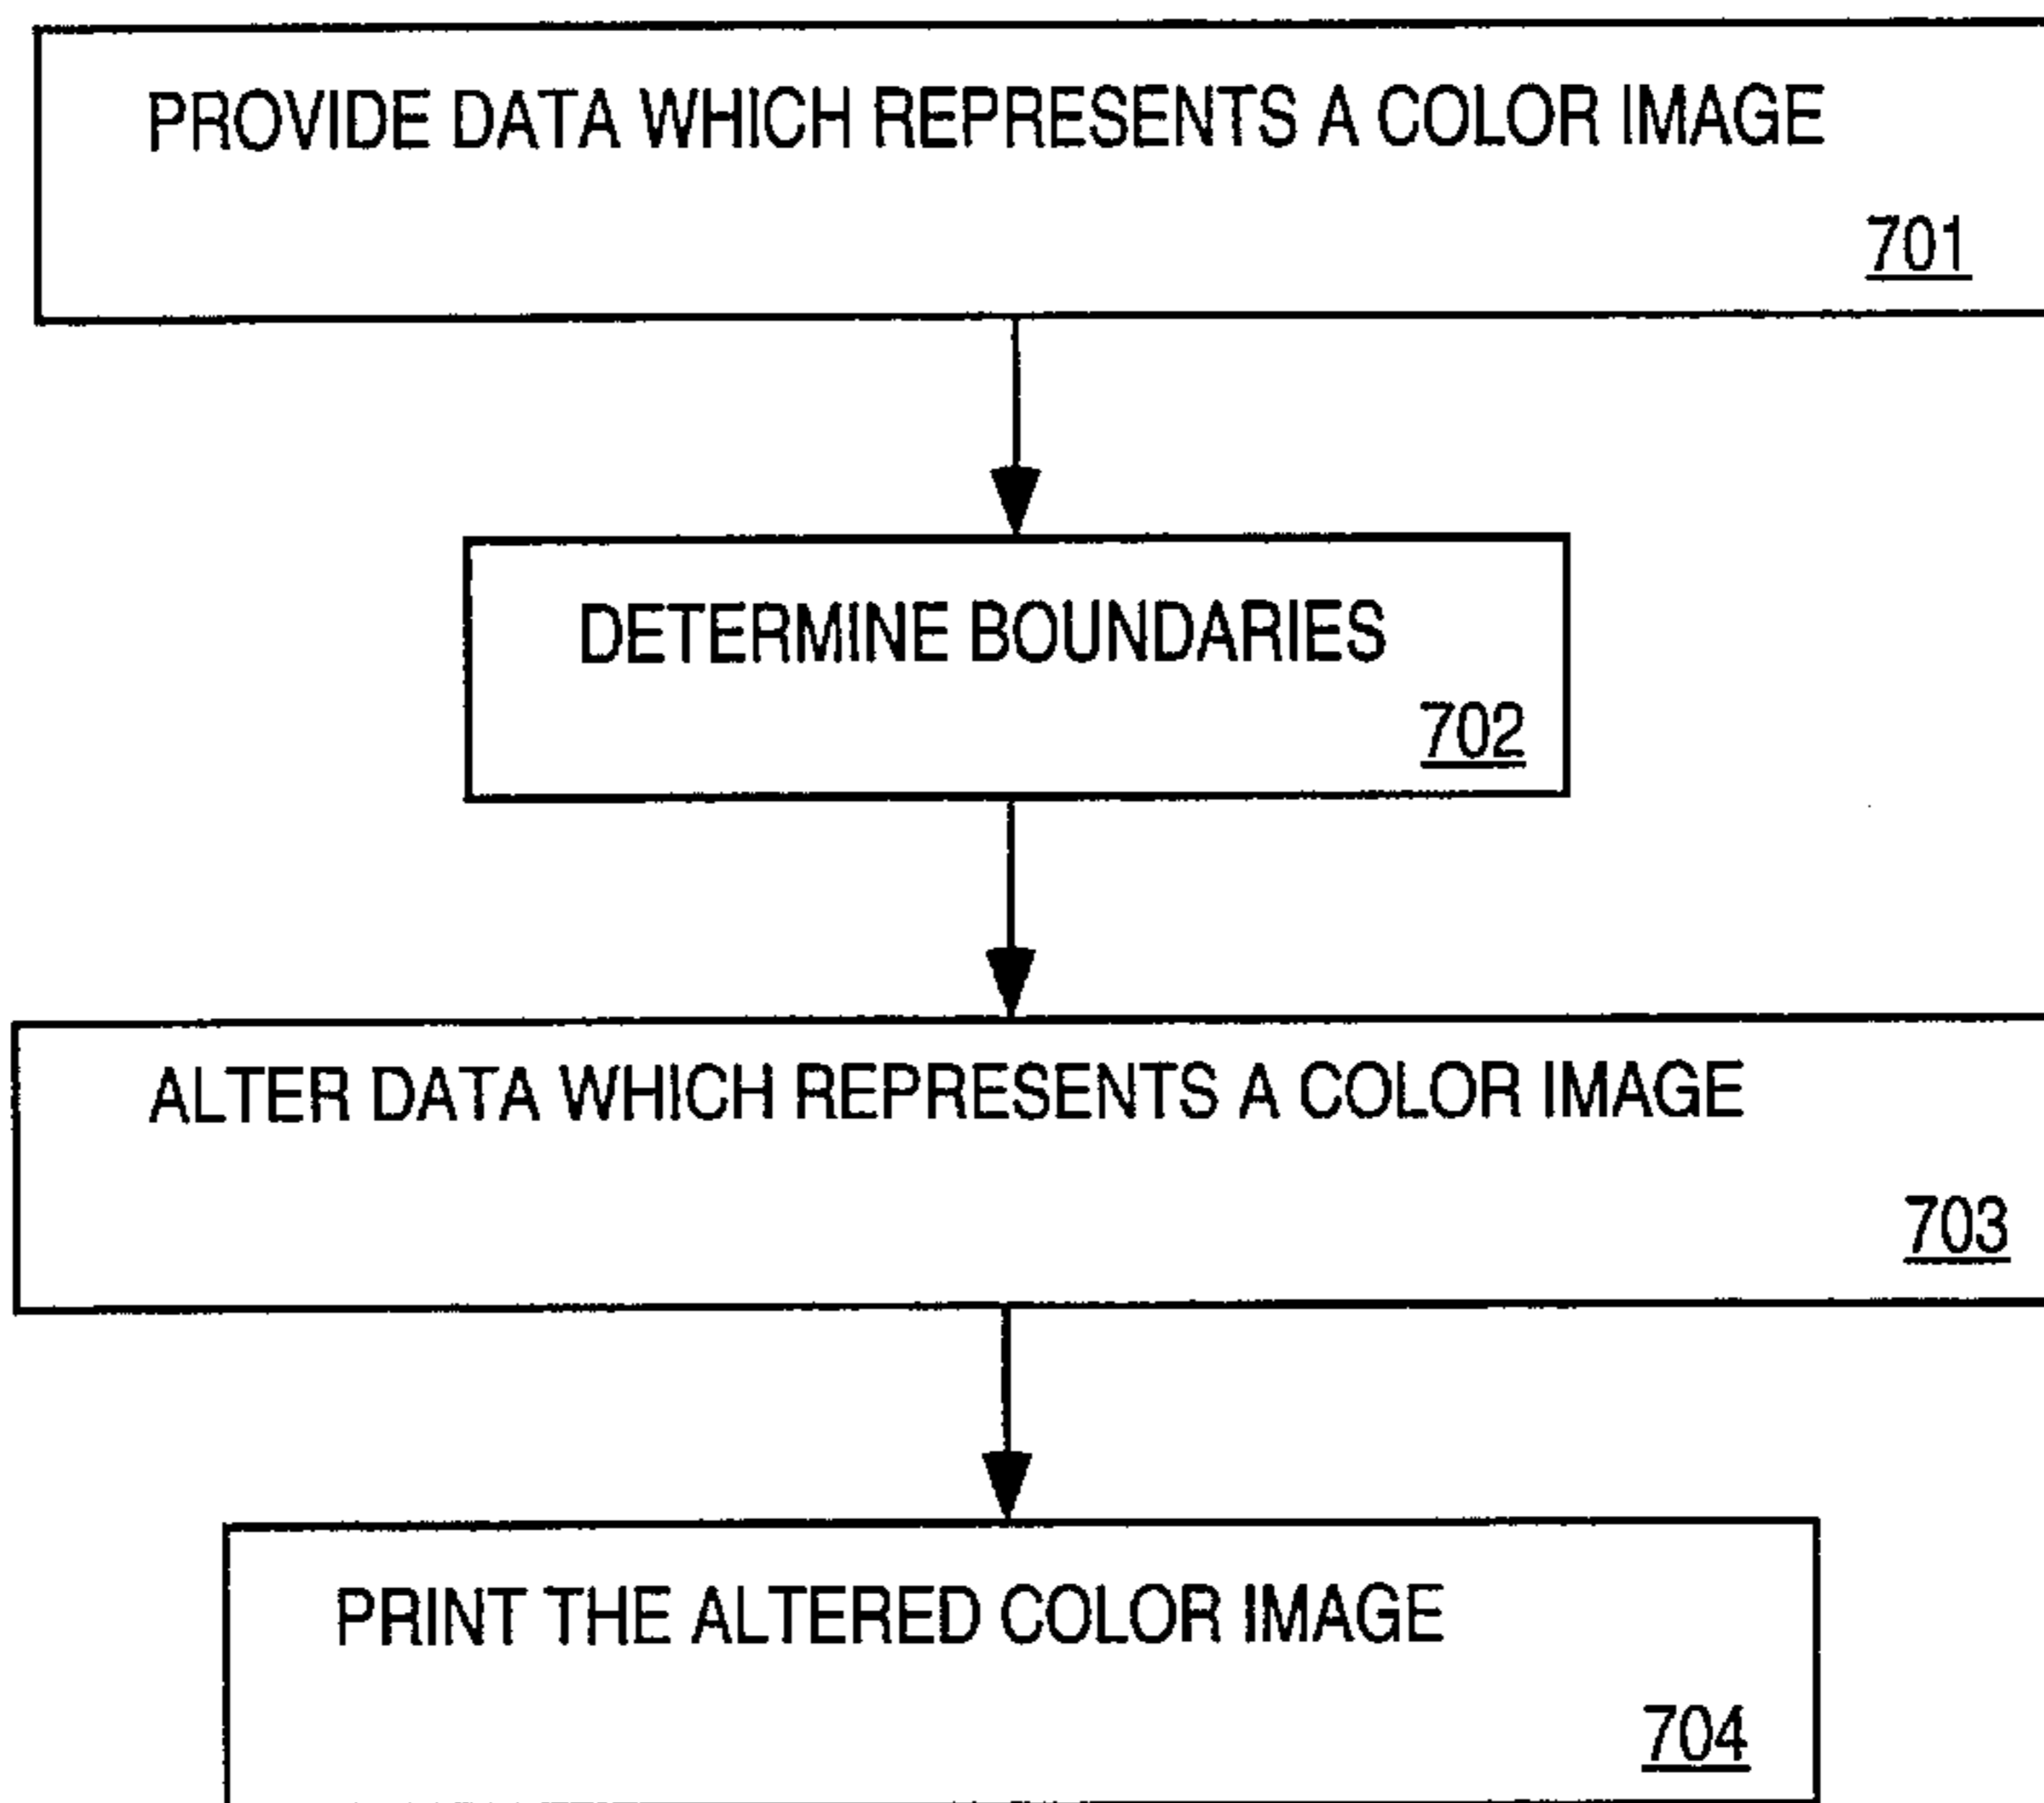 PROVIDE DATA WHICH REPRESENTS A COLOR IMAGE
701
DETERMINE BOUNDARIES
702
ALTER DATA WHICH REPRESENTS A COLOR IMAGE
703
PRINT THE ALTERED COLOR IMAGE
704